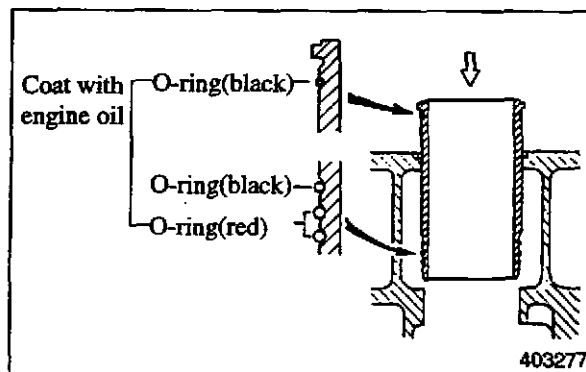 Coat with
engine oil
O-ring(black)
O-ring(black)
O-ring(red)
403277